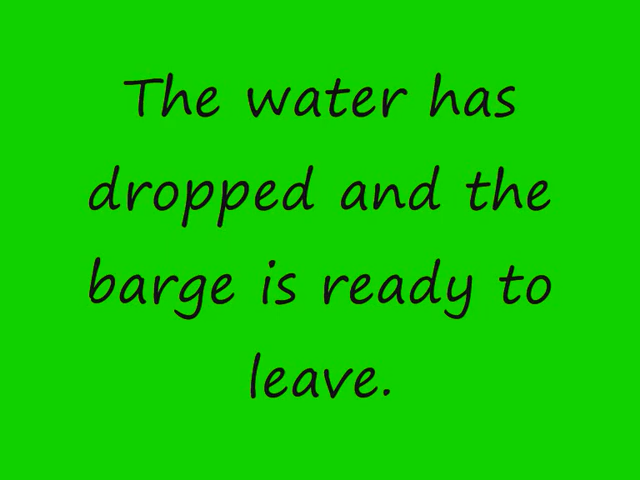 The water has
dropped and the
barge is ready to
leave.